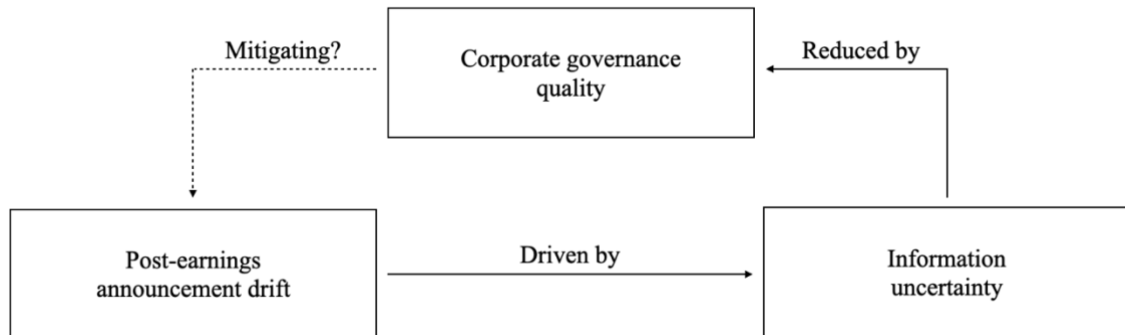 Mitigating?
Corporate governance
quality
Reduced by
Post-earnings
announcement drift
Driven by
Information
uncertainty